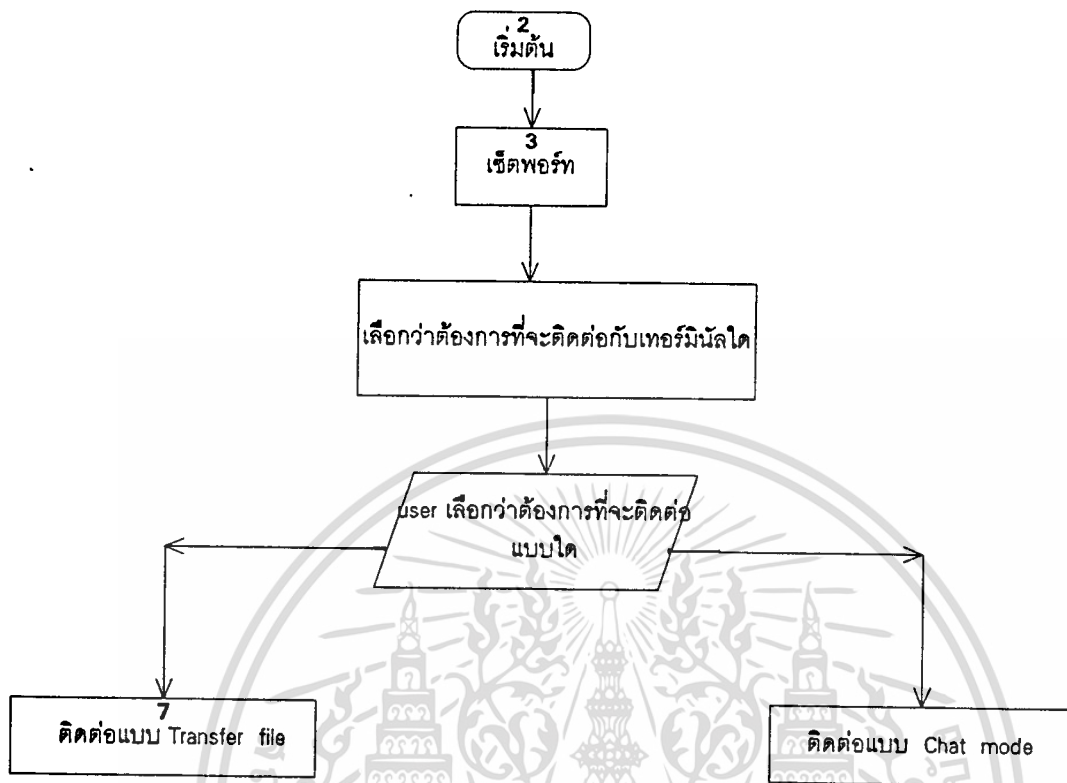 2
เริ่มต้น
3
เซ็ตพอร์ท
เลือกว่าต้องการที่จะติดต่อกับเทอร์มินัลใด
user เลือกว่าต้องการที่จะติดต่อ
แบบใด
7
ติดต่อแบบ Transfer file
ติดต่อแบบ Chat mode